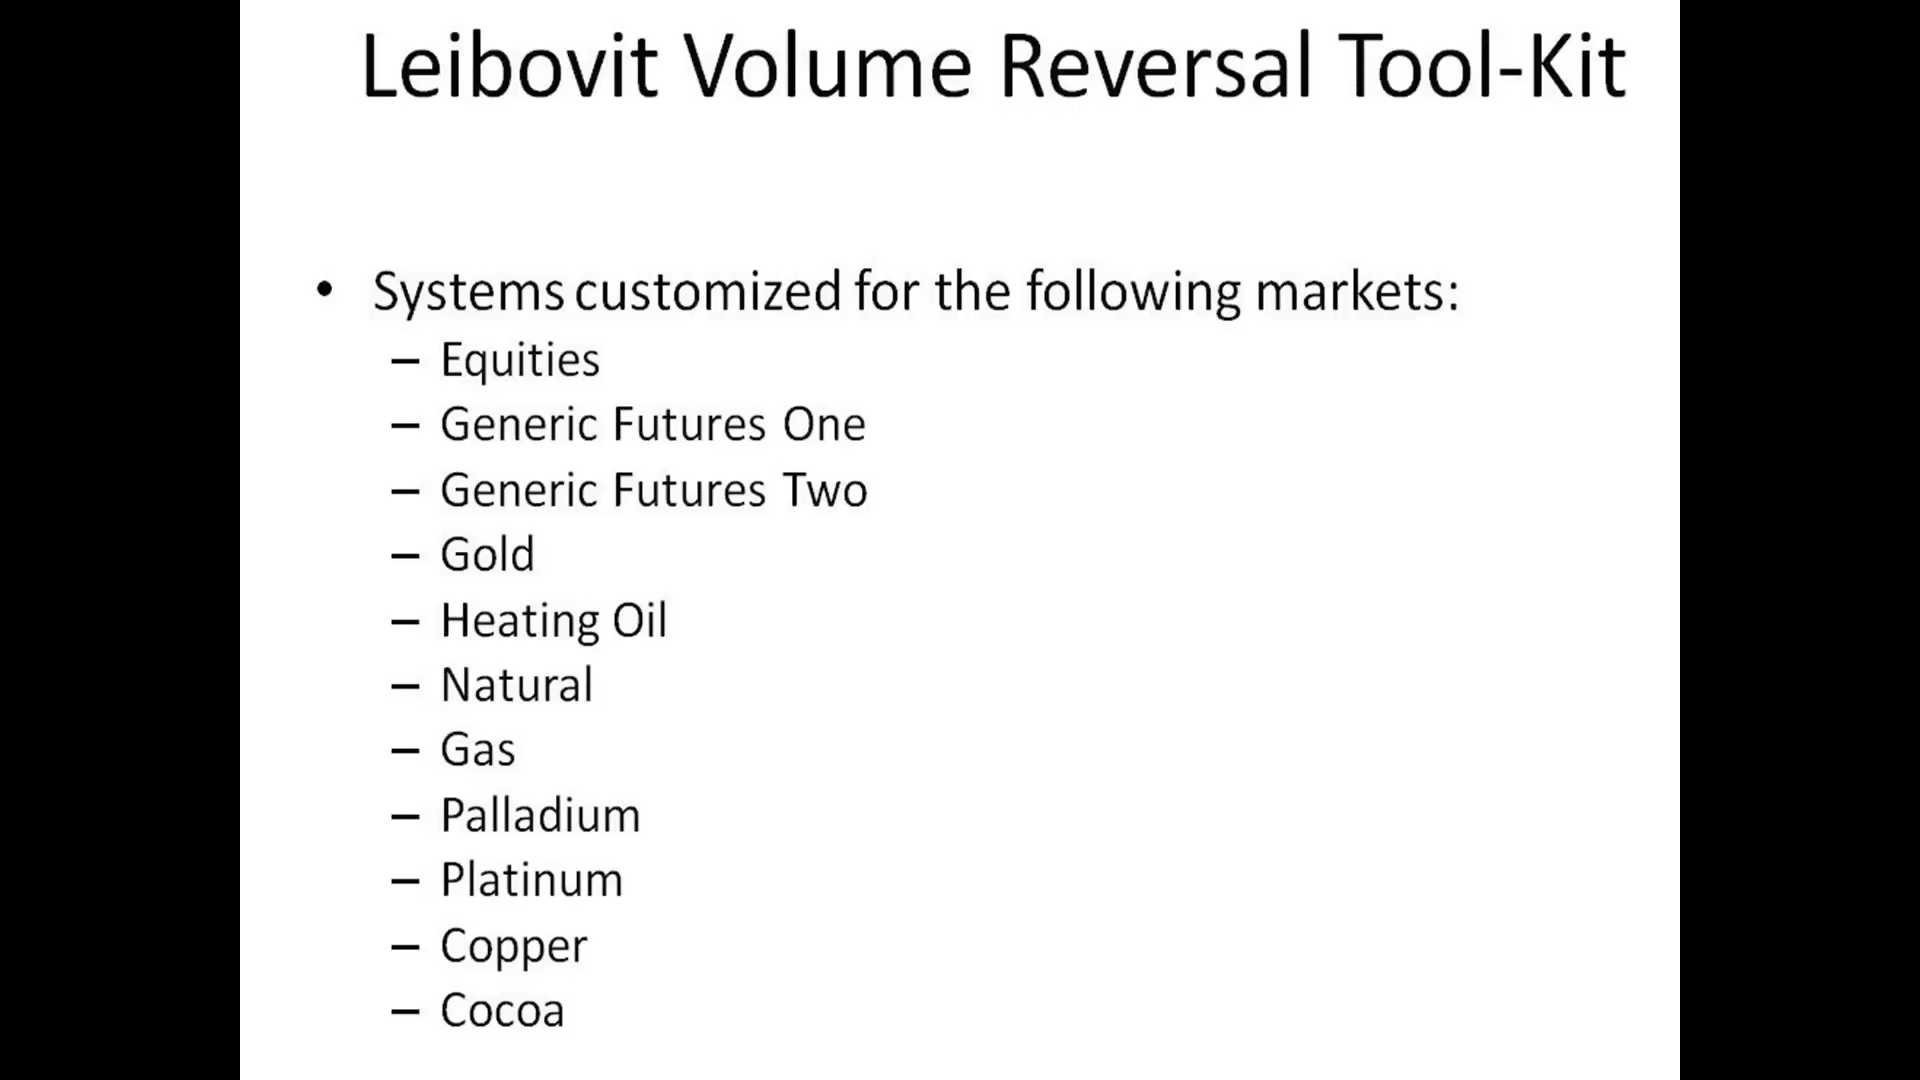 Leibovit Volume Reversal Tool-Kit
• Systems customized for the following markets:
– Equities
– Generic Futures One
– Generic Futures Two
– Gold
– Heating Oil
– Natural
– Gas
– Palladium
– Platinum
– Copper
– Cocoa